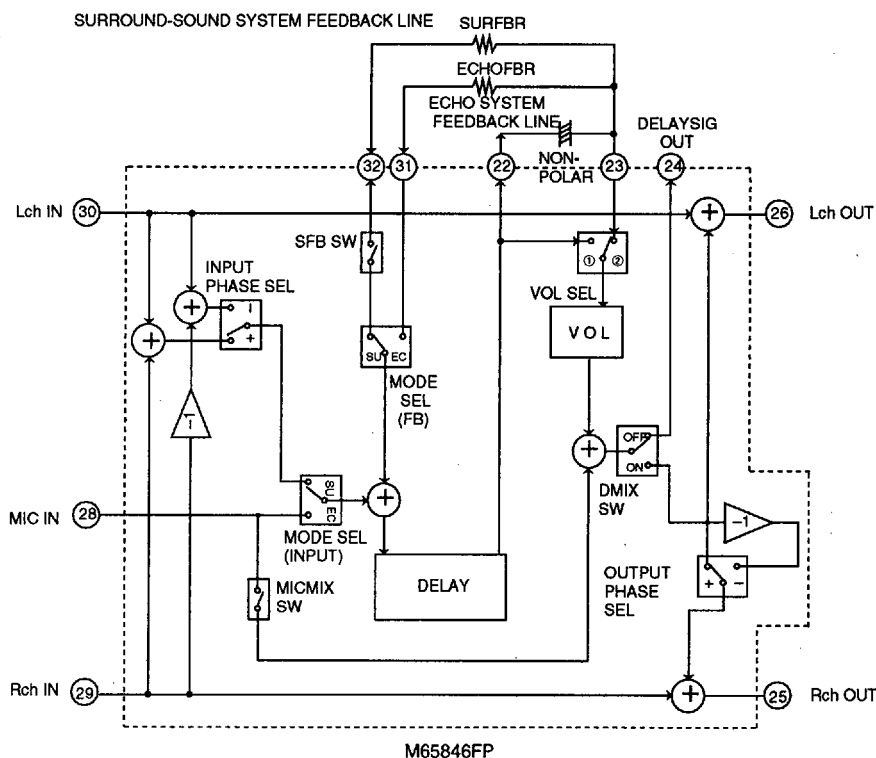 SURROUND-SOUND SYSTEM FEEDBACK LINE
SURFBR
ECHOFBR
ECHO SYSTEM
FEEDBACK LINE
DELAYSIG
OUT
NON-
POLAR
32
31
22
23
24
Lch IN
30
26
Lch OUT
SFB SW
INPUT
PHASE SEL
−
+
+
+
+
① ②
VOL SEL
VOL
SU EC
MODE
SEL
(FB)
−1
+
OFF
ON
DMIX
SW
MIC IN
28
SU
EC
+
MODE SEL
(INPUT)
−1
MICMIX
SW
DELAY
OUTPUT
PHASE
SEL
+ −
Rch IN
29
+
25
Rch OUT
M65846FP